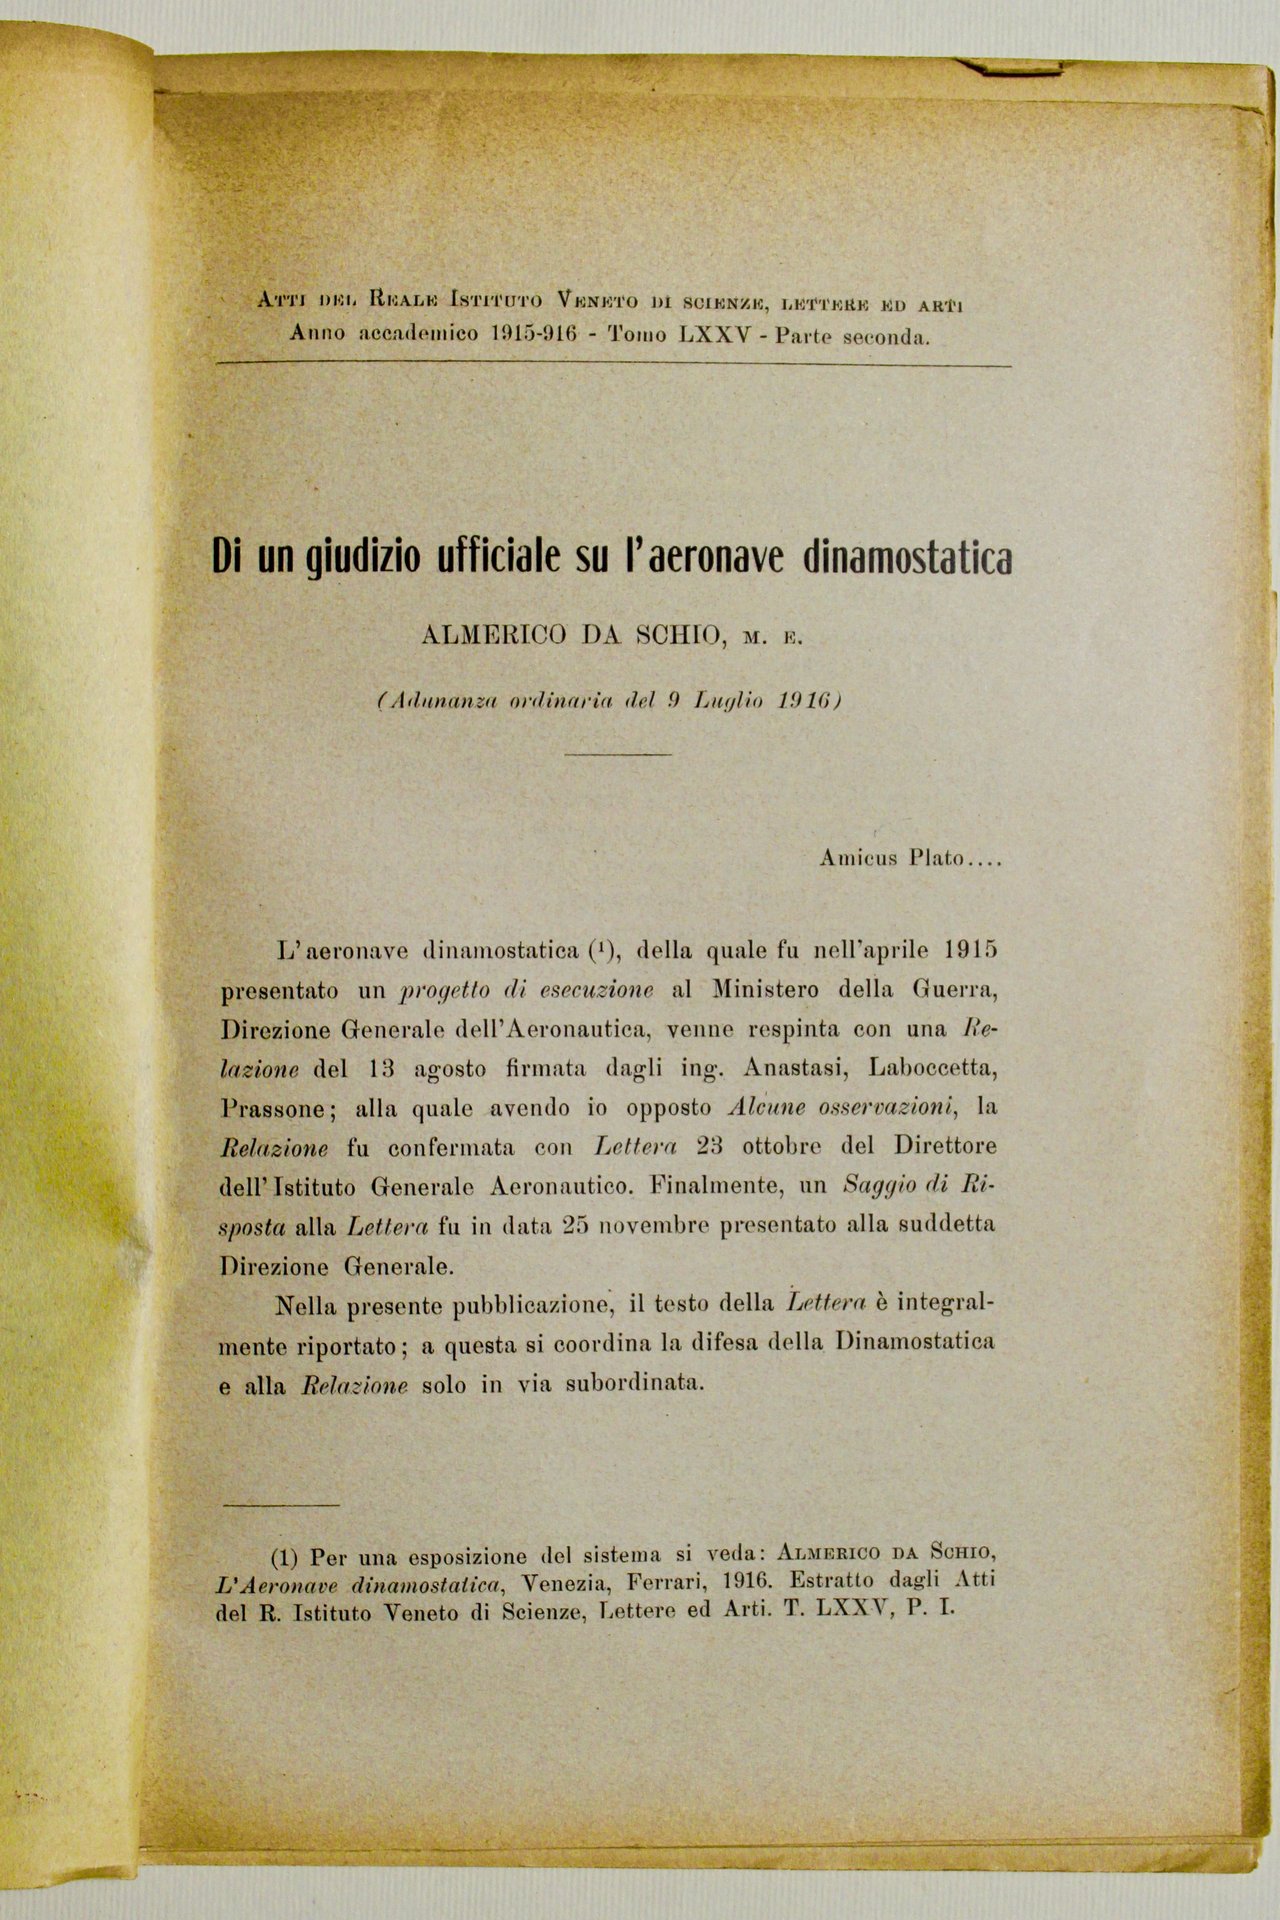 Atti del Reale Istituto Veneto di scienze, lettere ed arti
Anno accademico 1915-916 - Tomo LXXV - Parte seconda.
Di un giudizio ufficiale su l'aeronave dinamostatica
ALMERICO DA SCHIO, M. E.
(Adunanza ordinaria del 9 Luglio 1916)
Amicus Plato....
L'aeronave dinamostatica (¹), della quale fu nell'aprile 1915
presentato un progetto di esecuzione al Ministero della Guerra,
Direzione Generale dell'Aeronautica, venne respinta con una Re-
lazione del 13 agosto firmata dagli ing. Anastasi, Laboccetta,
Prassone; alla quale avendo io opposto Alcune osservazioni, la
Relazione fu confermata con Lettera 23 ottobre del Direttore
dell'Istituto Generale Aeronautico. Finalmente, un Saggio di Ri-
sposta alla Lettera fu in data 25 novembre presentato alla suddetta
Direzione Generale.
Nella presente pubblicazione, il testo della Lettera è integral-
mente riportato; a questa si coordina la difesa della Dinamostatica
e alla Relazione solo in via subordinata.
(1) Per una esposizione del sistema si veda: Almerico da Schio,
L'Aeronave dinamostatica, Venezia, Ferrari, 1916. Estratto dagli Atti
del R. Istituto Veneto di Scienze, Lettere ed Arti. T. LXXV, P. I.